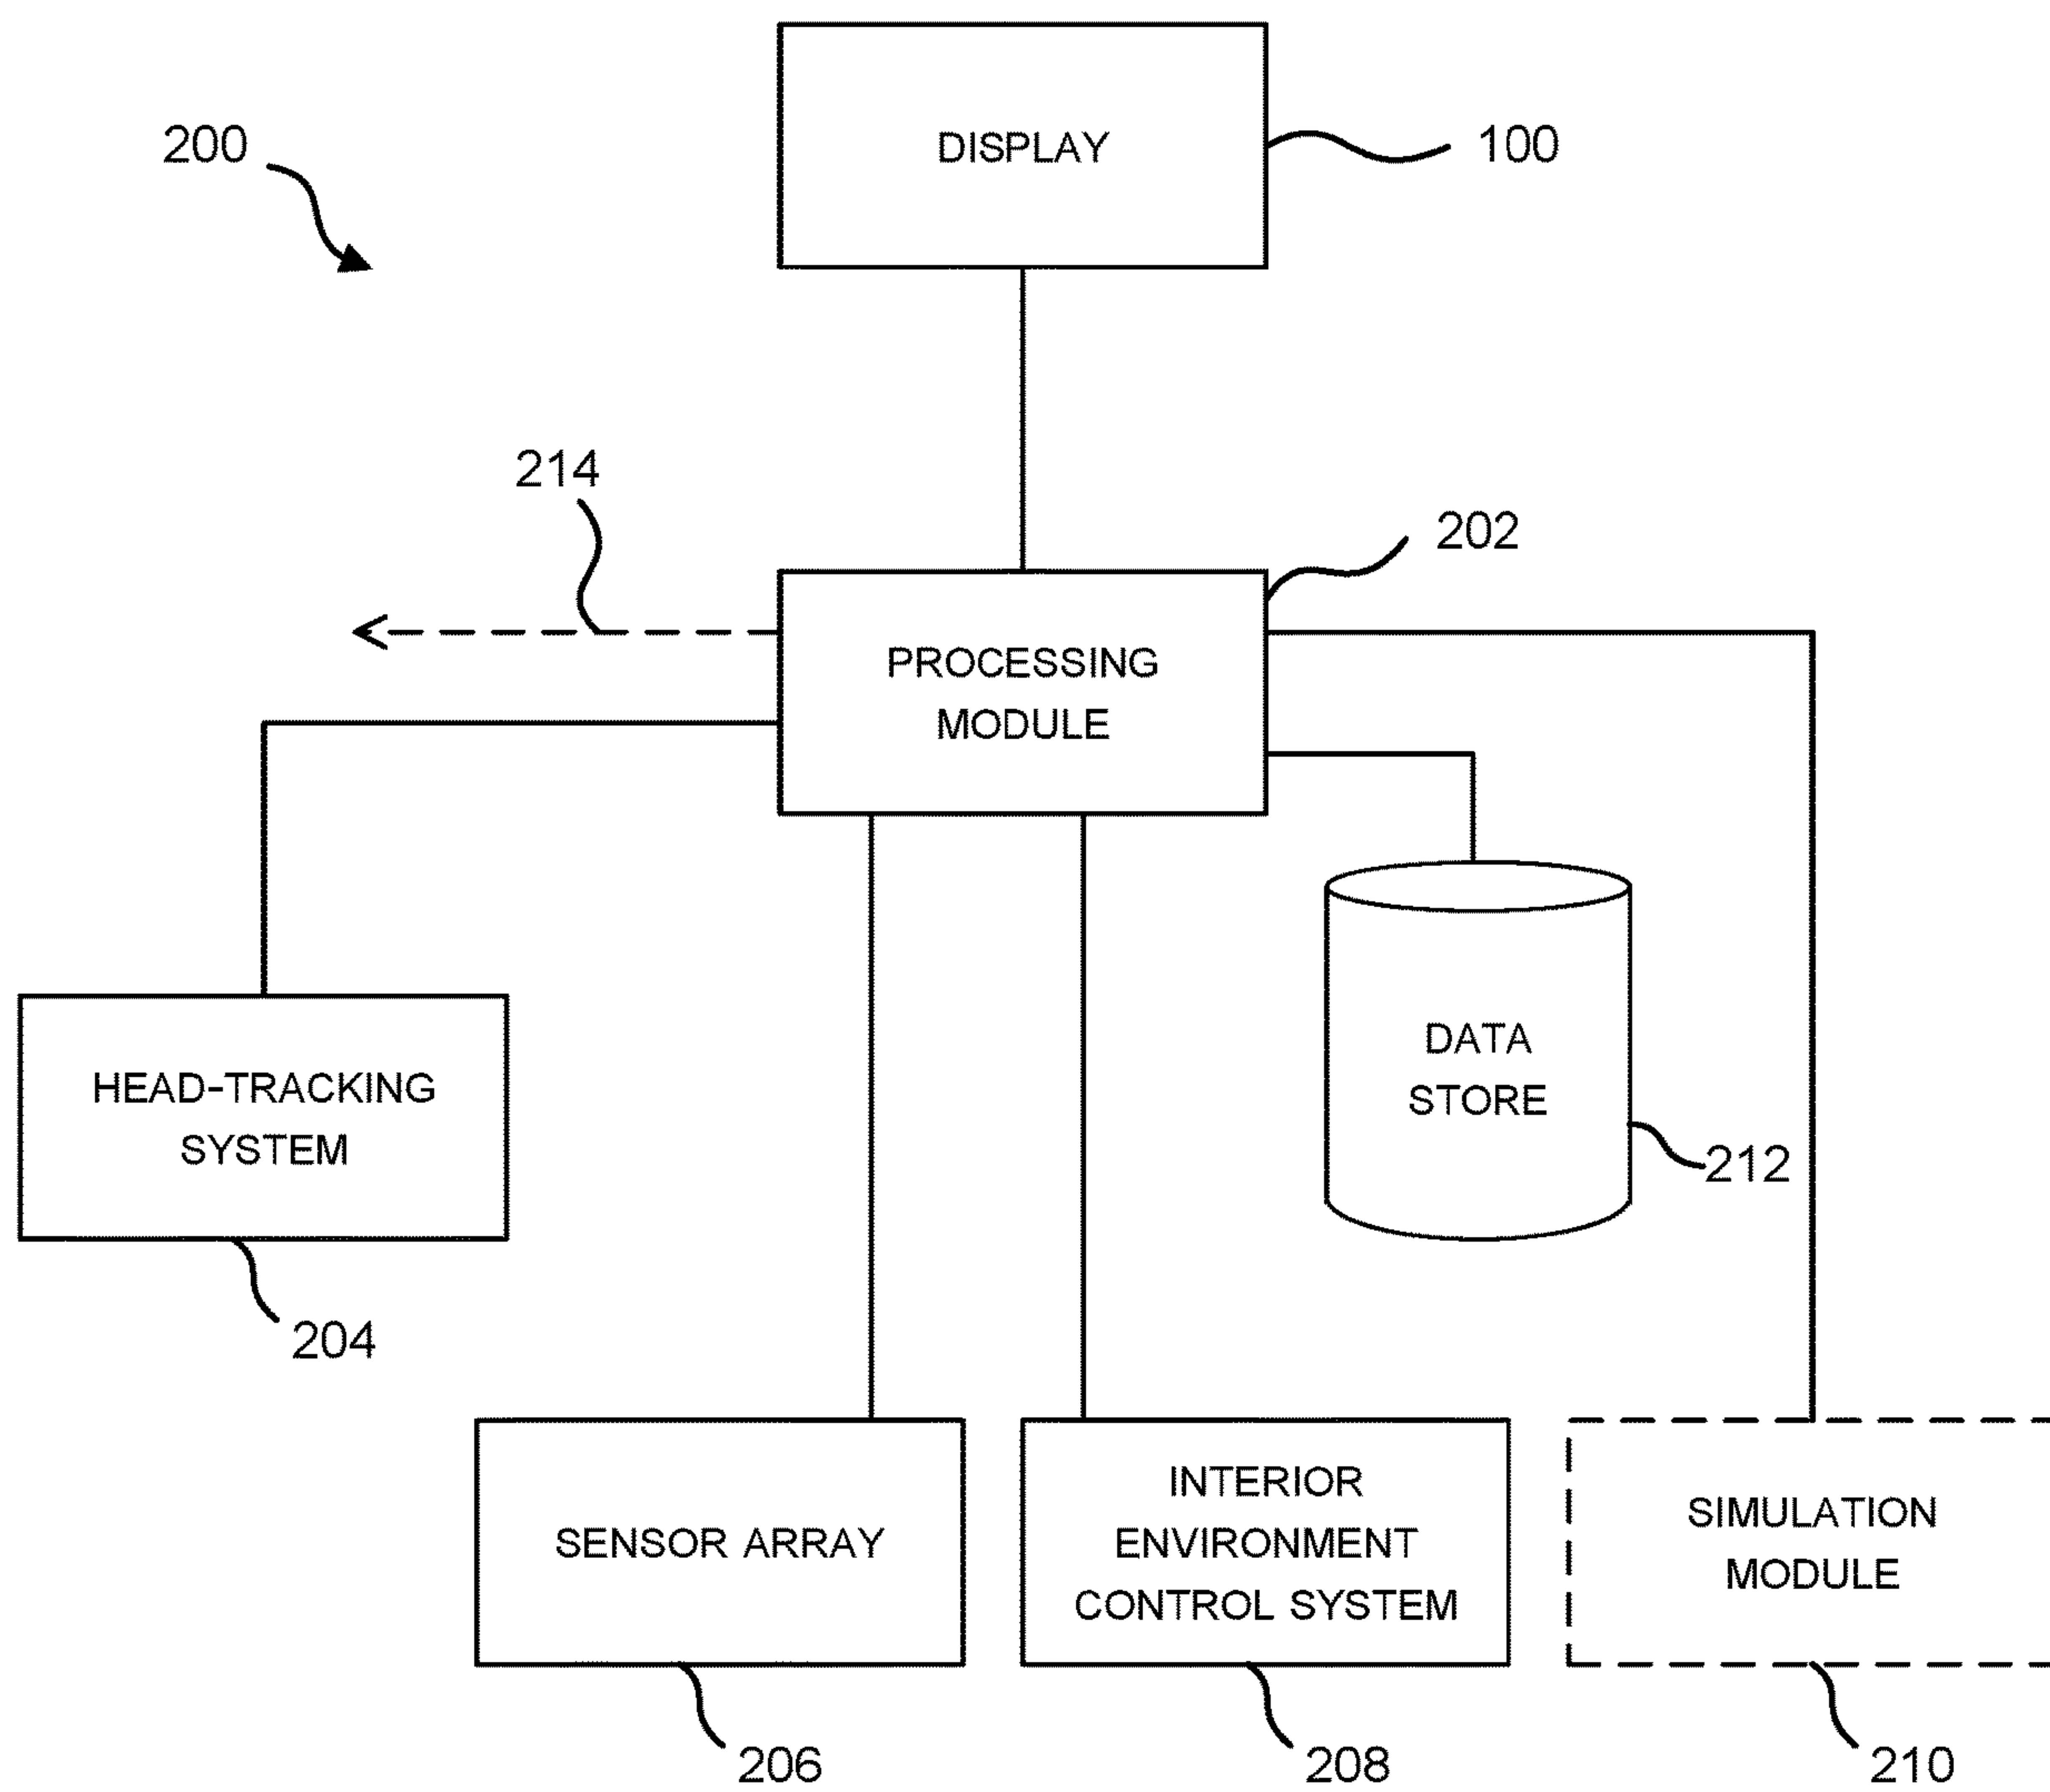 DISPLAY
100
200
214
202
PROCESSING
MODULE
HEAD-TRACKING
SYSTEM
204
DATA
STORE
212
SENSOR ARRAY
206
INTERIOR
ENVIRONMENT
CONTROL SYSTEM
208
SIMULATION
MODULE
210